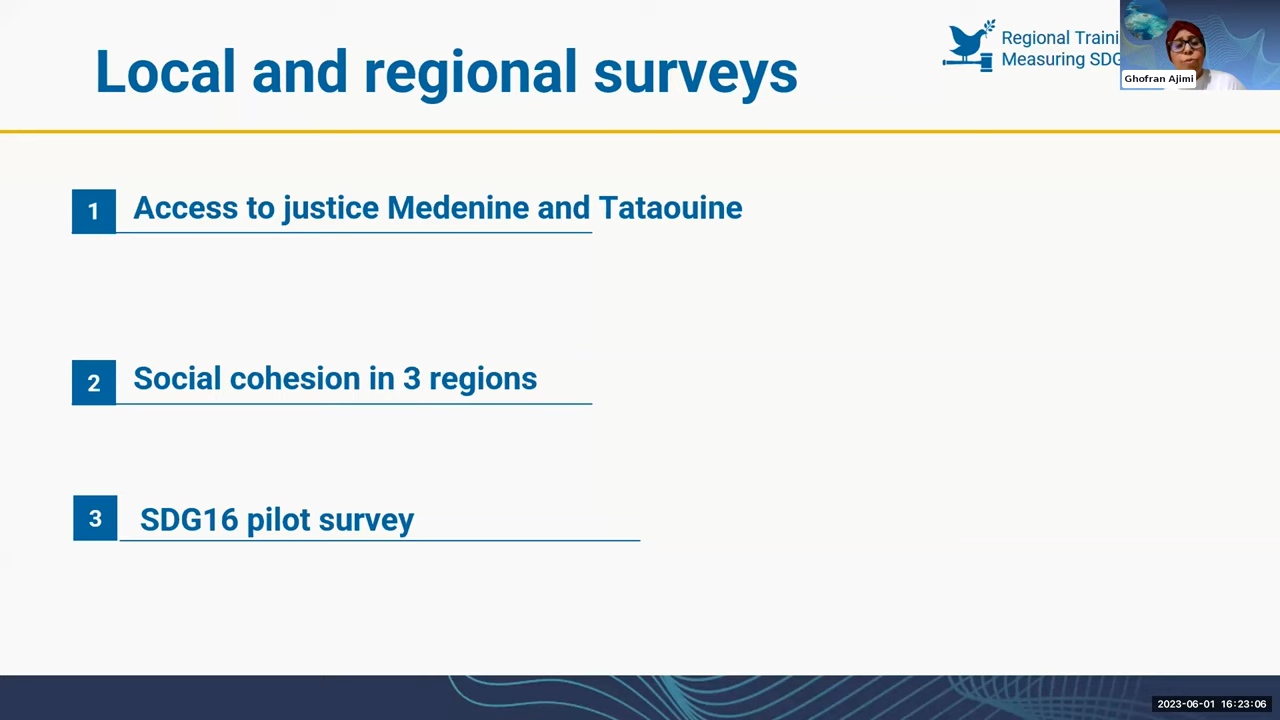 Local and regional surveys
Regional Traini
Measuring SDG
Ghofran Ajimi
1 Access to justice Medenine and Tataouine
2 Social cohesion in 3 regions
3 SDG16 pilot survey
2023-06-01 16:23:06